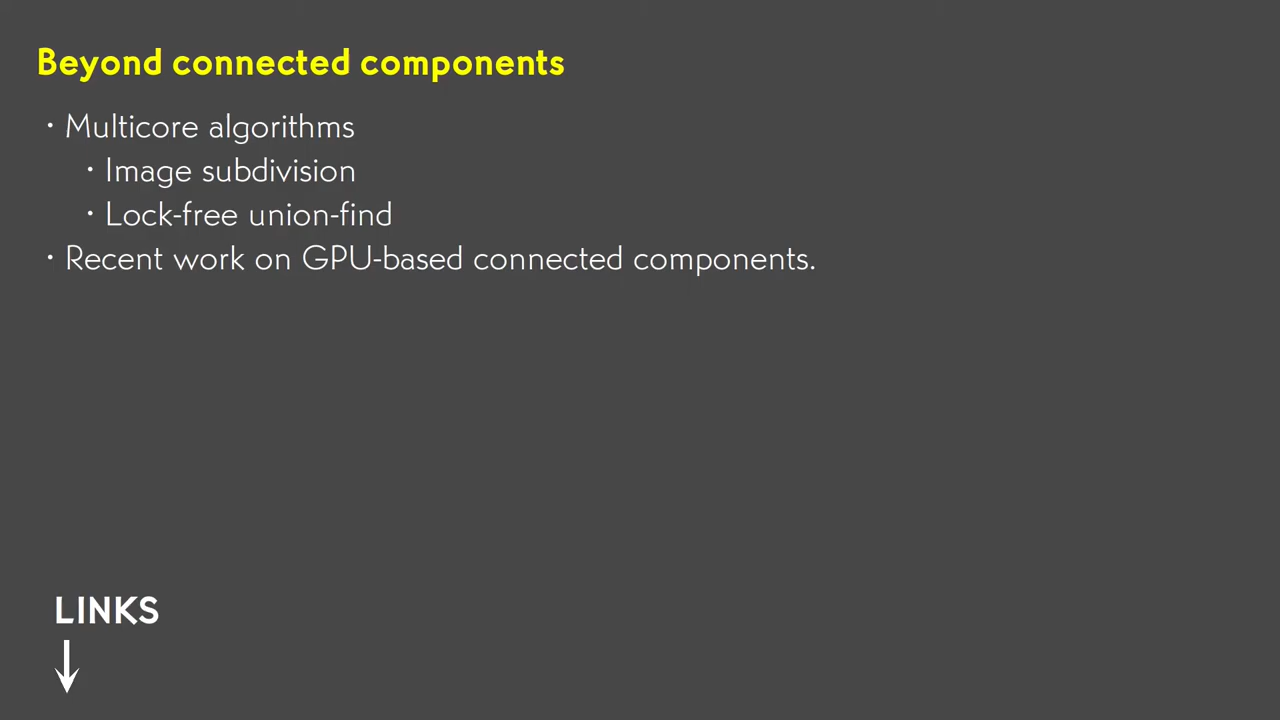 Beyond connected components
• Multicore algorithms
• Image subdivision
• Lock-free union-find
• Recent work on GPU-based connected components.
LINKS